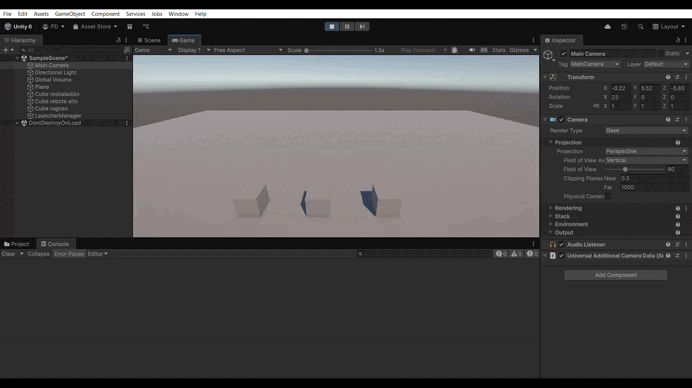 File Edit Assets GameObject Component Services Jobs Window Help
Unity 6 PD Asset Store Layout
Hierarchy
All
SampleScene*
Main Camera
Directional Light
Global Volume
Plane
Cube resbaladizo
Cube rebote alto
Cube rugoso
LauncherManager
DontDestroyOnLoad
Scene Game
Game Display 1 Free Aspect Scale 1.3x Play Focused Stats Gizmos
Project Console
Clear Collapse Error Pause Editor 0 0 0
Inspector
Main Camera Static
Tag MainCamera Layer Default
Transform
Position X -0.22 Y 5.52 Z -5.63
Rotation X 23 Y 0 Z 0
Scale X 1 Y 1 Z 1
Camera
Render Type Base
Projection
Projection Perspective
Field of View Ax Vertical
Field of View 60
Clipping Planes Near 0.3
Far 1000
Physical Camer
Rendering
Stack
Environment
Output
Audio Listener
Universal Additional Camera Data (Sc
Add Component